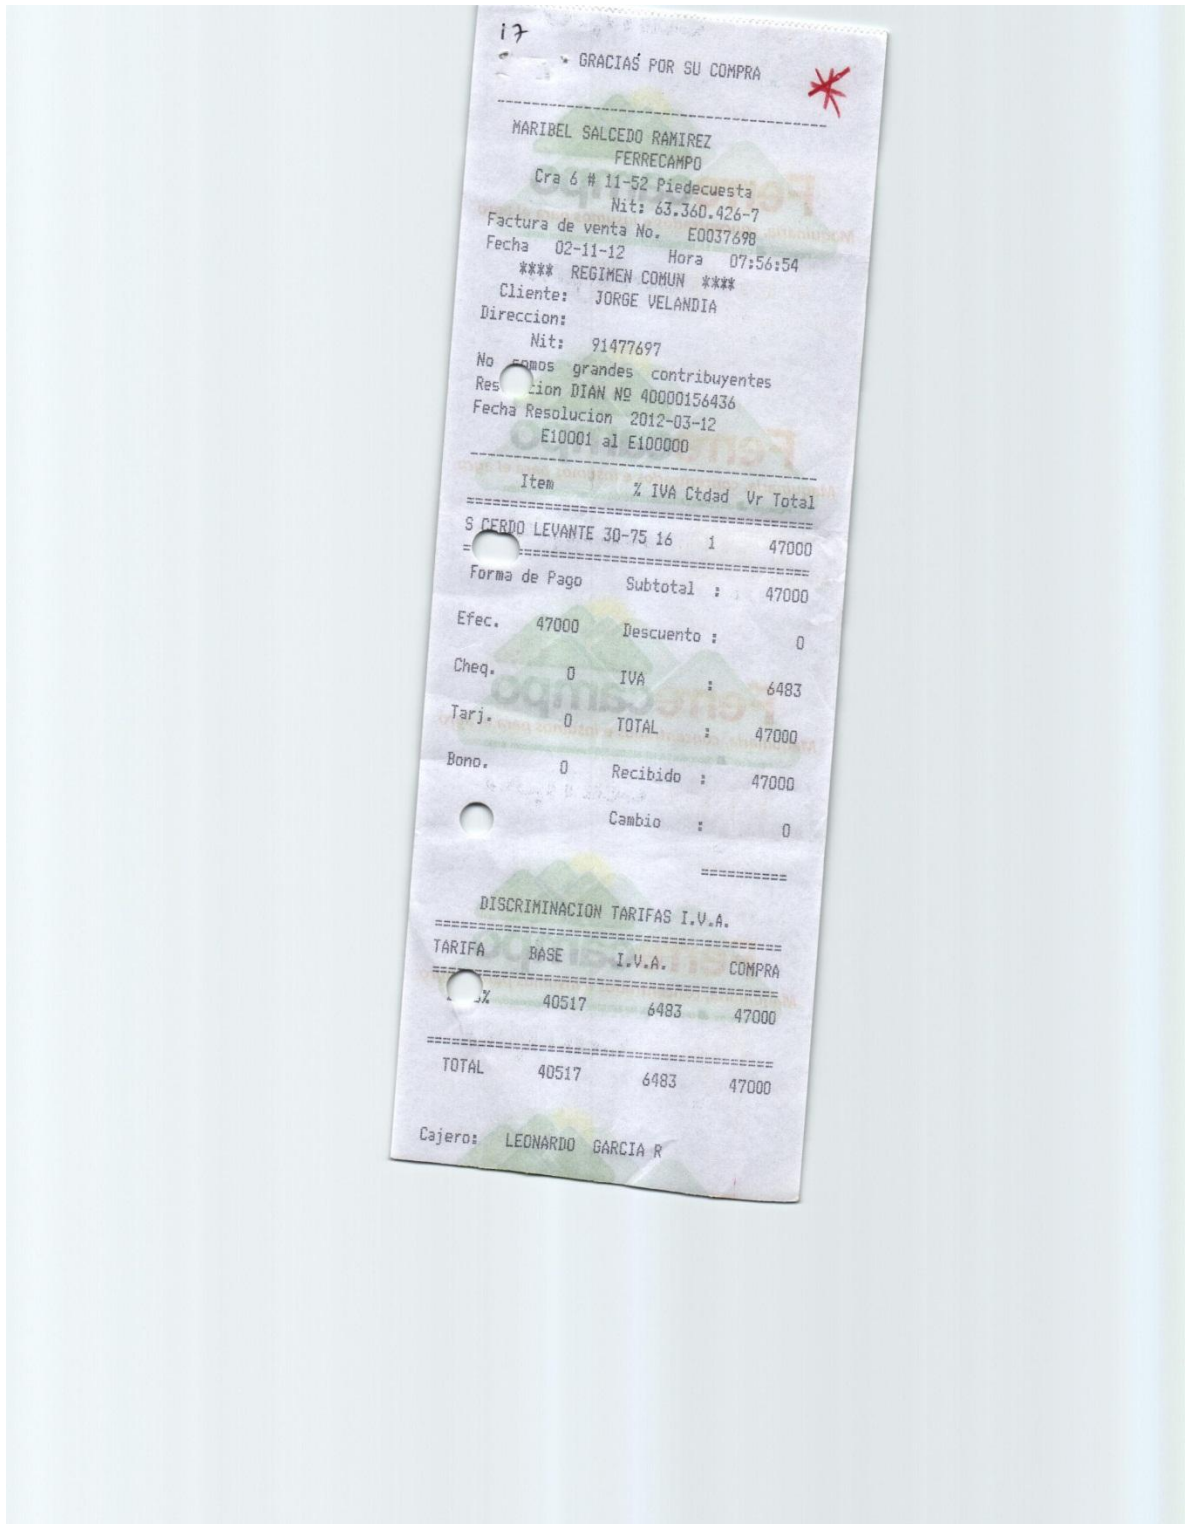 17
* GRACIAS POR SU COMPRA
----------------------------------------
MARIBEL SALCEDO RAMIREZ
FERRECAMPO
Cra 6 # 11-52 Piedecuesta
Nit: 63.360.426-7
Factura de venta No. E0037698
Fecha 02-11-12 Hora 07:56:54
**** REGIMEN COMUN ****
Cliente: JORGE VELANDIA
Direccion:
Nit: 91477697
No somos grandes contribuyentes
Res cion DIAN Nº 40000156436
Fecha Resolucion 2012-03-12
E10001 al E100000
----------------------------------------
Item % IVA Ctdad Vr Total
========================================
S CERDO LEVANTE 30-75 16 1 47000
========================================
Forma de Pago Subtotal : 47000
Efec. 47000 Descuento : 0
Cheq. 0 IVA : 6483
Tarj. 0 TOTAL : 47000
Bono. 0 Recibido : 47000
Cambio : 0
==========
DISCRIMINACION TARIFAS I.V.A.
========================================
TARIFA BASE I.V.A. COMPRA
========================================
% 40517 6483 47000
========================================
TOTAL 40517 6483 47000
Cajero: LEONARDO GARCIA R